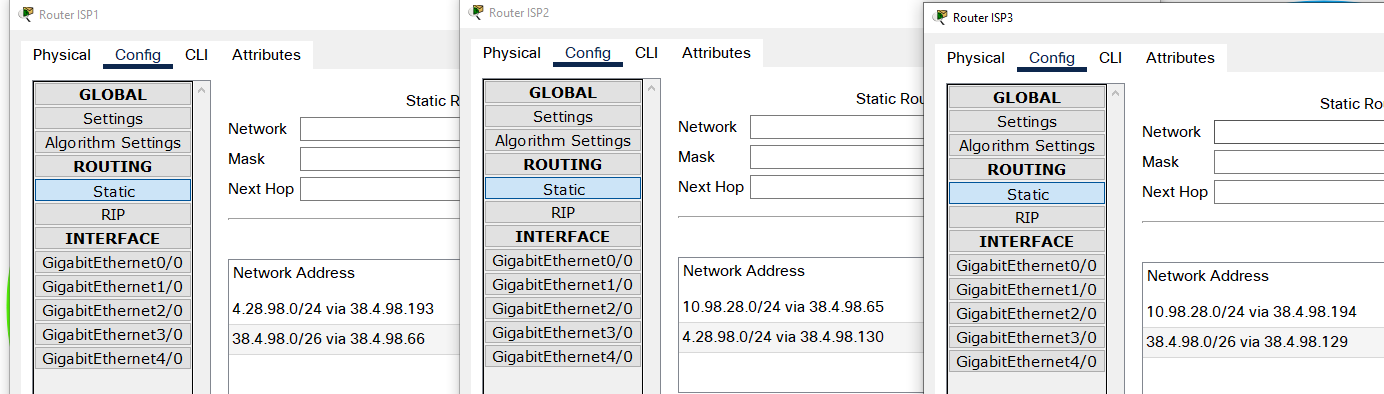 Router ISP1
Physical Config CLI Attributes
GLOBAL
Settings
Algorithm Settings
ROUTING
Static
RIP
INTERFACE
GigabitEthernet0/0
GigabitEthernet1/0
GigabitEthernet2/0
GigabitEthernet3/0
GigabitEthernet4/0
Static R
Network
Mask
Next Hop
Network Address
4.28.98.0/24 via 38.4.98.193
38.4.98.0/26 via 38.4.98.66
Router ISP2
Physical Config CLI Attributes
GLOBAL
Settings
Algorithm Settings
ROUTING
Static
RIP
INTERFACE
GigabitEthernet0/0
GigabitEthernet1/0
GigabitEthernet2/0
GigabitEthernet3/0
GigabitEthernet4/0
Static Rou
Network
Mask
Next Hop
Network Address
10.98.28.0/24 via 38.4.98.65
4.28.98.0/24 via 38.4.98.130
Router ISP3
Physical Config CLI Attributes
GLOBAL
Settings
Algorithm Settings
ROUTING
Static
RIP
INTERFACE
GigabitEthernet0/0
GigabitEthernet1/0
GigabitEthernet2/0
GigabitEthernet3/0
GigabitEthernet4/0
Static Ro
Network
Mask
Next Hop
Network Address
10.98.28.0/24 via 38.4.98.194
38.4.98.0/26 via 38.4.98.129